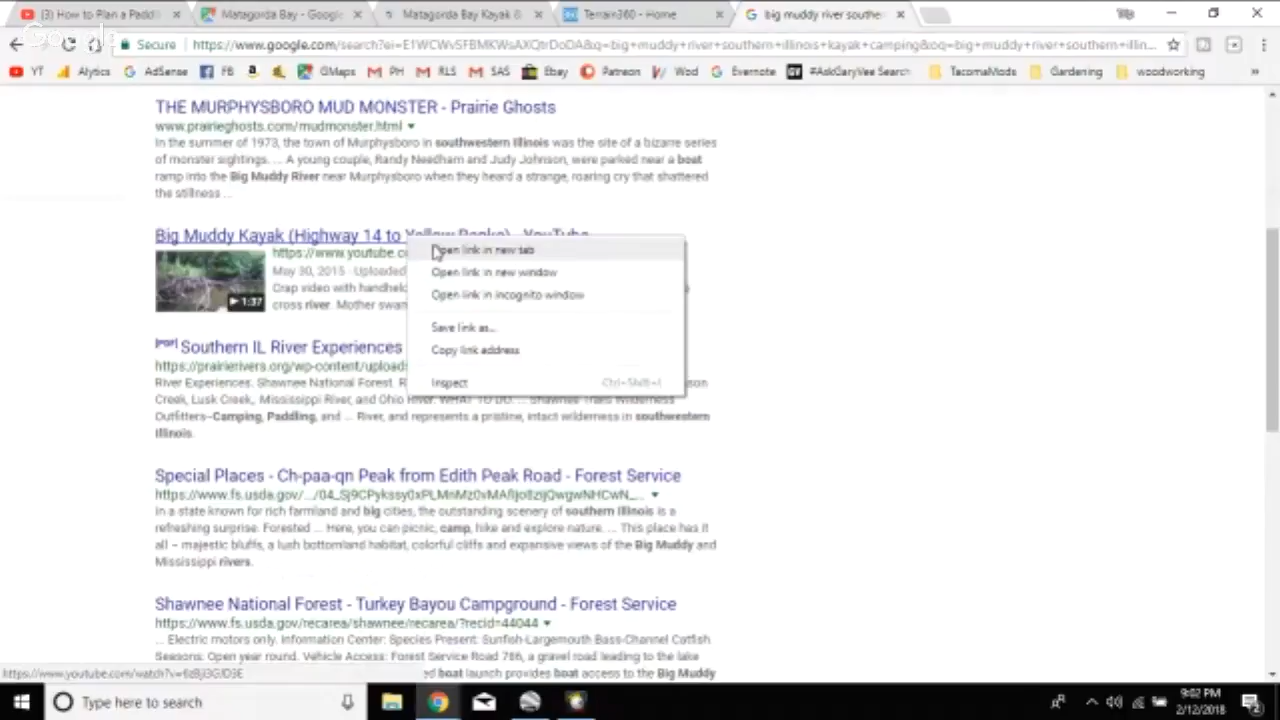 (3) How to Plan a Paddl
Matagorda Bay - Google
Matagorda Bay Kayak &
Terrain360 - Home
big muddy river southe
Google
Secure
https://www.google.com/search?ei=
q=big+muddy+river+southern+illinois+kayak+camping&oq=big+muddy+river+southern+illin...
YT
Alytics
AdSense
FB
GMaps
PH
RLS
SAS
Ebay
Patreon
Wod
Evernote
#AskGaryVee Search
TacomaMods
Gardening
woodworking
»
THE MURPHYSBORO MUD MONSTER - Prairie Ghosts
www.prairieghosts.com/mudmonster.html
In the summer of 1973, the town of Murphysboro in southwestern Illinois was the site of a bizarre series
of monster sightings. ... A young couple, Randy Needham and Judy Johnson, were parked near a boat
ramp into the Big Muddy River near Murphysboro when they heard a strange, roaring cry that shattered
the stillness ...
Big Muddy Kayak (Highway 14 to Yellow Banks) - YouTube
https://www.youtube.co
May 30, 2015 - Uploaded
Crap video with handhel
cross river. Mother swa
1:37
Open link in new tab
Open link in new window
Open link in incognito window
Save link as...
Copy link address
Inspect
Ctrl+Shift+I
[PDF] Southern IL River Experiences
https://prairierivers.org/wp-content/upload
River Experiences. Shawnee National Forest. R
son
Creek, Lusk Creek, Mississippi River, and Ohio River. WHAT TO DO. ... Shawnee Trails Wilderness
Outfitters–Camping, Paddling, and ... River, and represents a pristine, intact wilderness in southwestern
Illinois.
Special Places - Ch-paa-qn Peak from Edith Peak Road - Forest Service
https://www.fs.usda.gov/.../
In a state known for rich farmland and big cities, the outstanding scenery of southern Illinois is a
refreshing surprise. Forested ... Here, you can picnic, camp, hike and explore nature. ... This place has it
all – majestic bluffs, a lush bottomland habitat, colorful cliffs and expansive views of the Big Muddy and
Mississippi rivers.
Shawnee National Forest - Turkey Bayou Campground - Forest Service
https://www.fs.usda.gov/recarea/shawnee/recarea/?recid=44044
... Electric motors only. Information Center: Species Present: Sunfish-Largemouth Bass-Channel Catfish
Seasons: Open year round. Vehicle Access: Forest Service Road 786, a gravel road leading to the lake
ed boat launch provides boat access to the Big Muddy
https://www.youtube.com/watch?v=
Type here to search
9:02 PM
2/12/2018